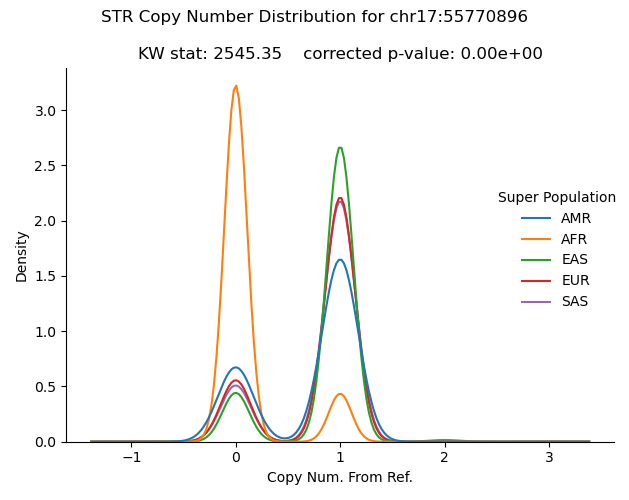 STR Copy Number Distribution for chr17:55770896
KW stat: 2545.35    corrected p-value: 0.00e+00
Density
3.0
2.5
2.0
1.5
1.0
0.5
0.0
−1
0
1
2
3
Copy Num. From Ref.
Super Population
AMR
AFR
EAS
EUR
SAS